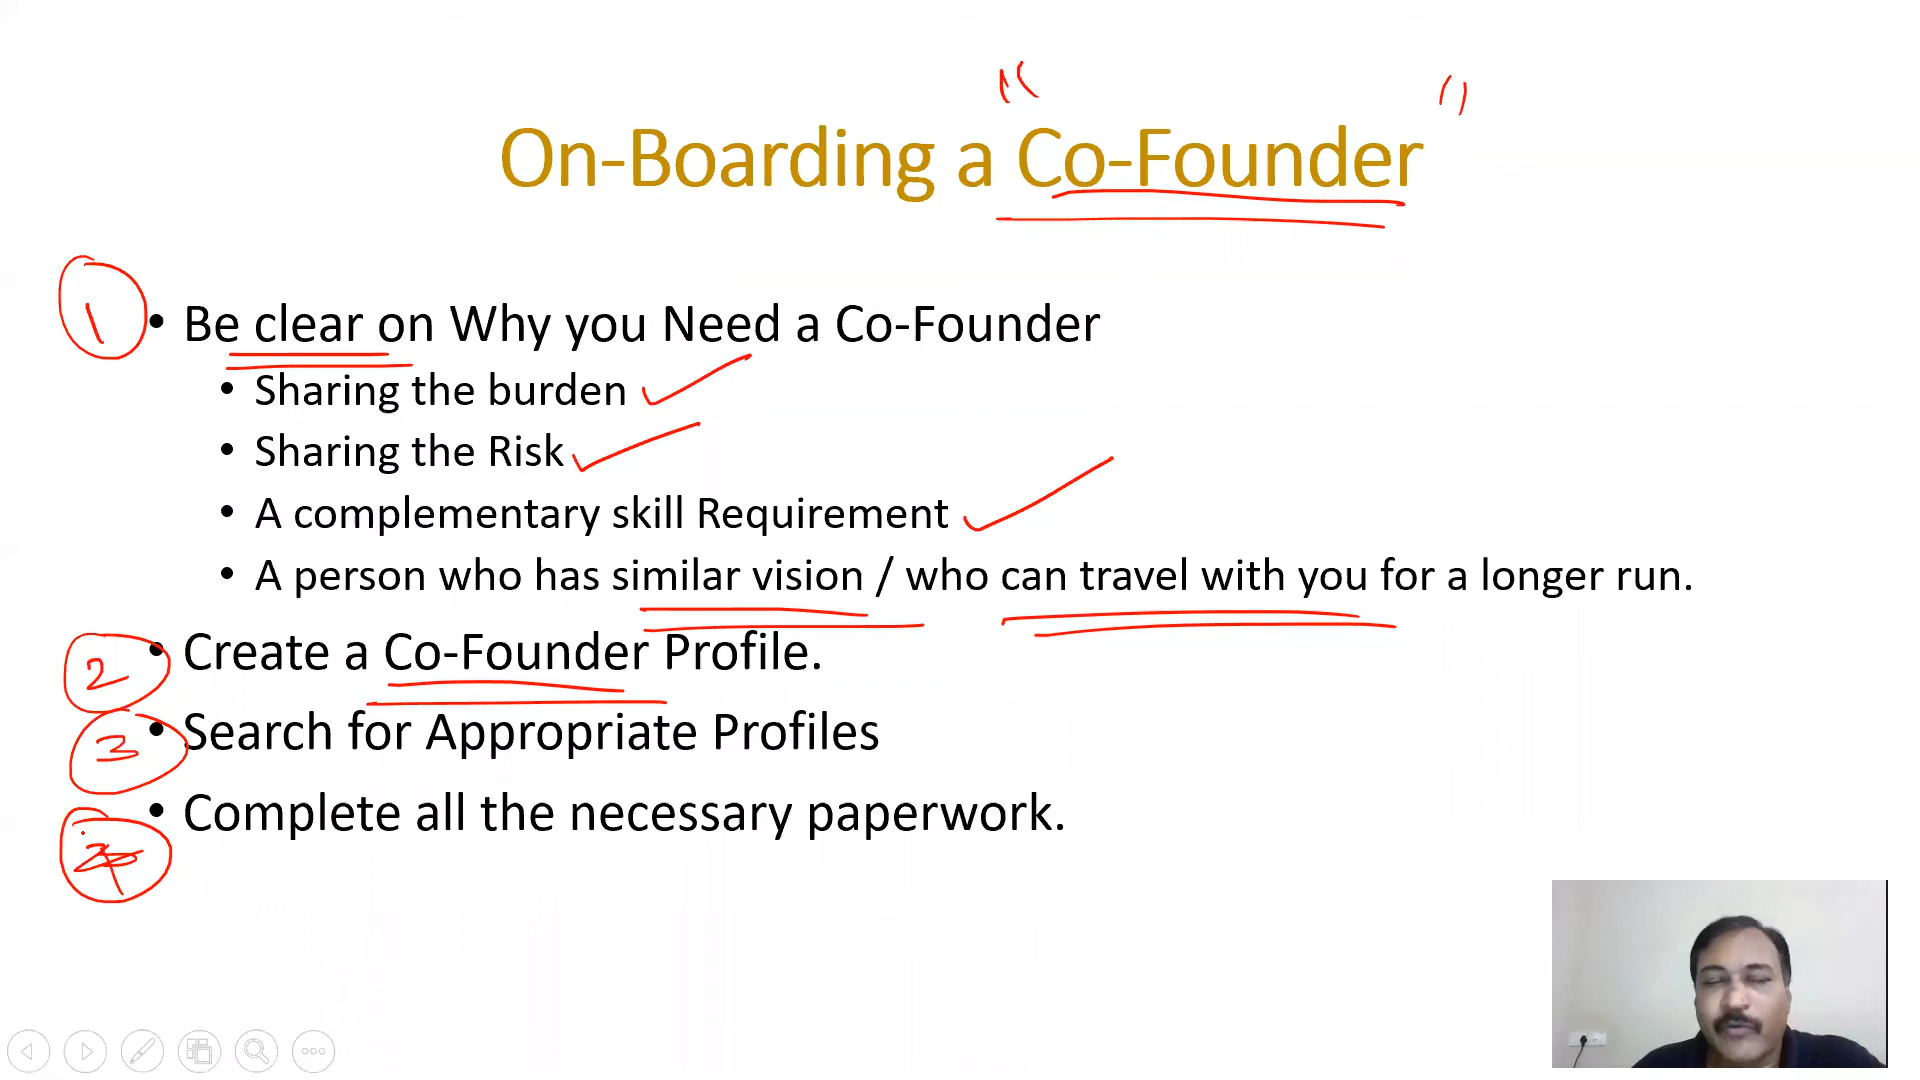 On-Boarding a Co-Founder
1 • Be clear on Why you Need a Co-Founder
• Sharing the burden
• Sharing the Risk
• A complementary skill Requirement
• A person who has similar vision / who can travel with you for a longer run.
2 • Create a Co-Founder Profile.
3 • Search for Appropriate Profiles
• Complete all the necessary paperwork.